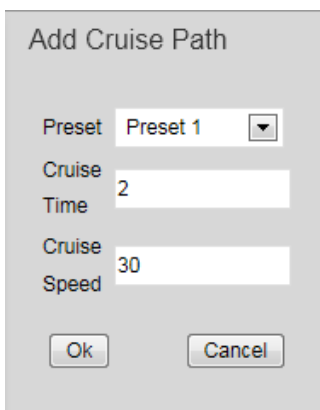 Add Cruise Path
Preset Preset 1
Cruise
Time 2
Cruise
Speed 30
Ok Cancel